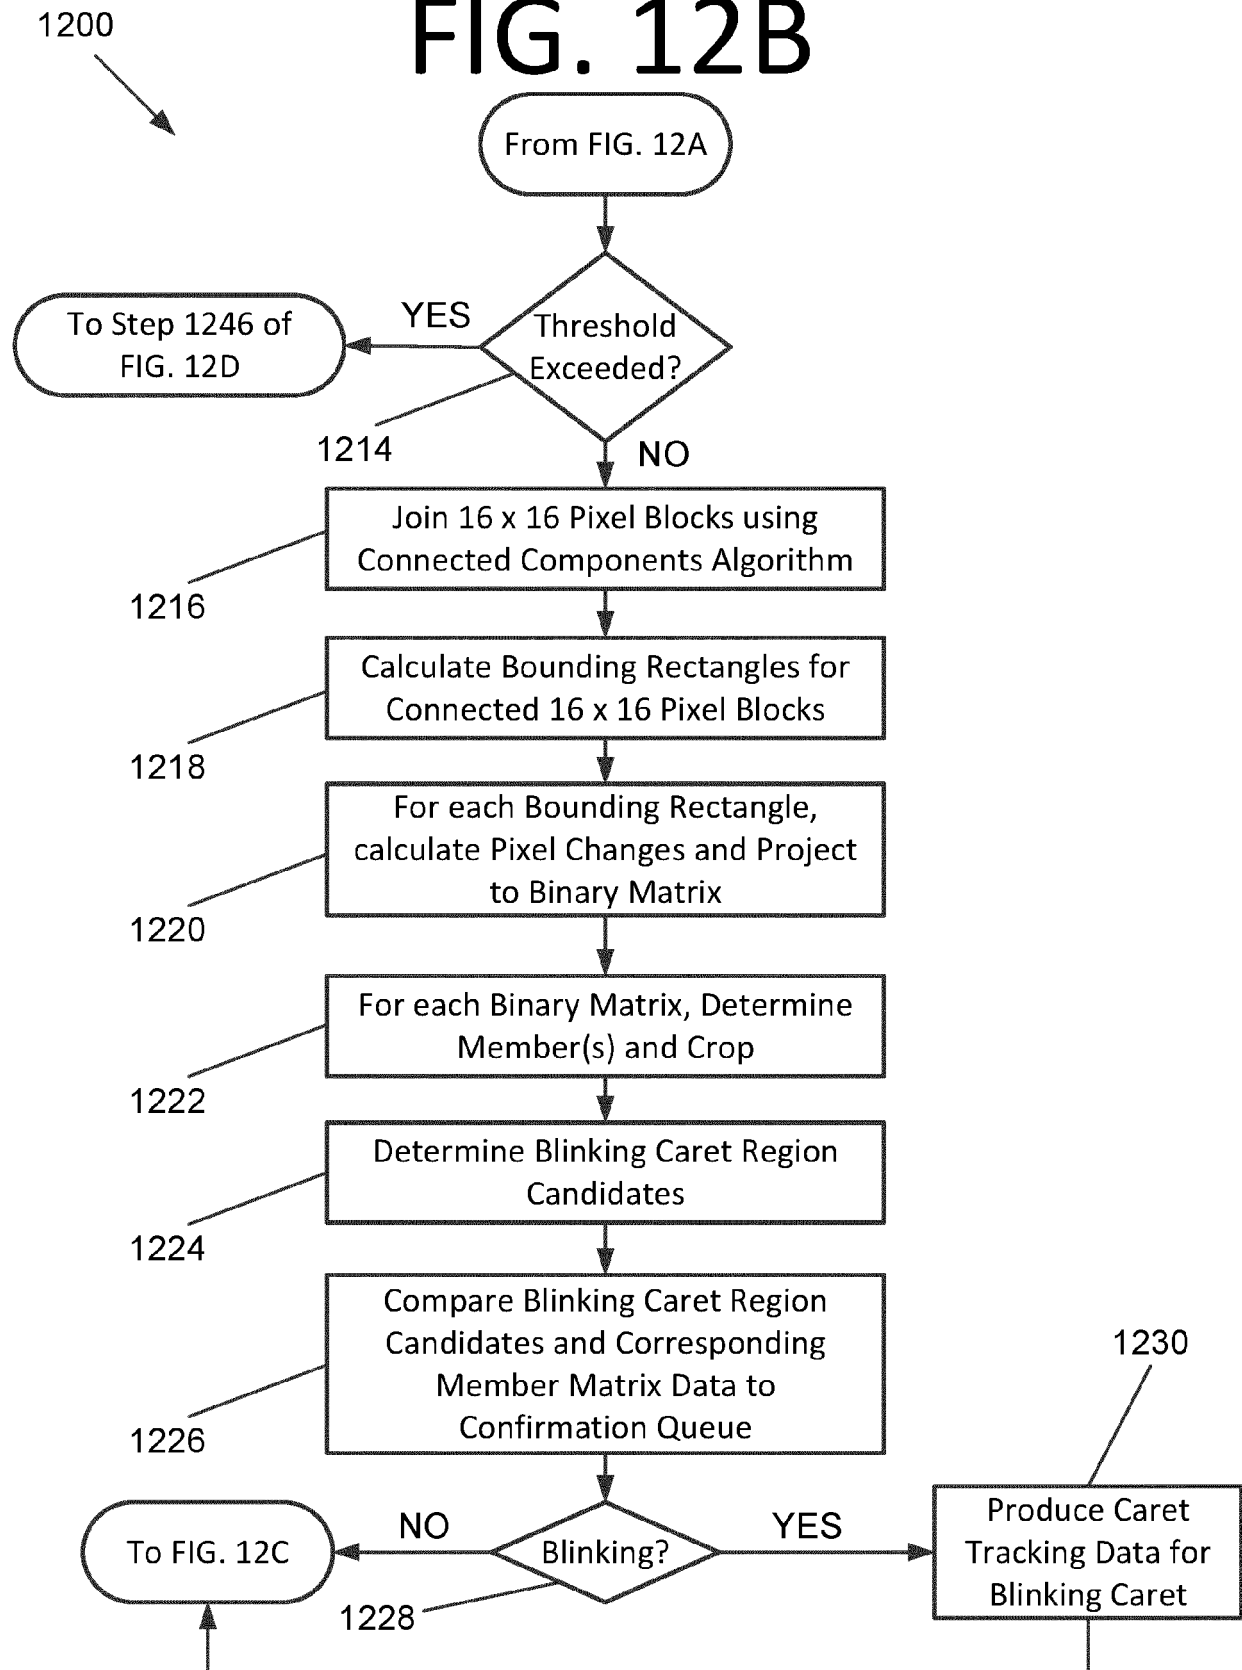 1200
FIG. 12B
From FIG. 12A
Threshold
Exceeded?
YES
To Step 1246 of
FIG. 12D
1214
NO
Join 16 x 16 Pixel Blocks using
Connected Components Algorithm
1216
Calculate Bounding Rectangles for
Connected 16 x 16 Pixel Blocks
1218
For each Bounding Rectangle,
calculate Pixel Changes and Project
to Binary Matrix
1220
For each Binary Matrix, Determine
Member(s) and Crop
1222
Determine Blinking Caret Region
Candidates
1224
Compare Blinking Caret Region
Candidates and Corresponding
Member Matrix Data to
Confirmation Queue
1226
Blinking?
1228
NO
To FIG. 12C
YES
1230
Produce Caret
Tracking Data for
Blinking Caret